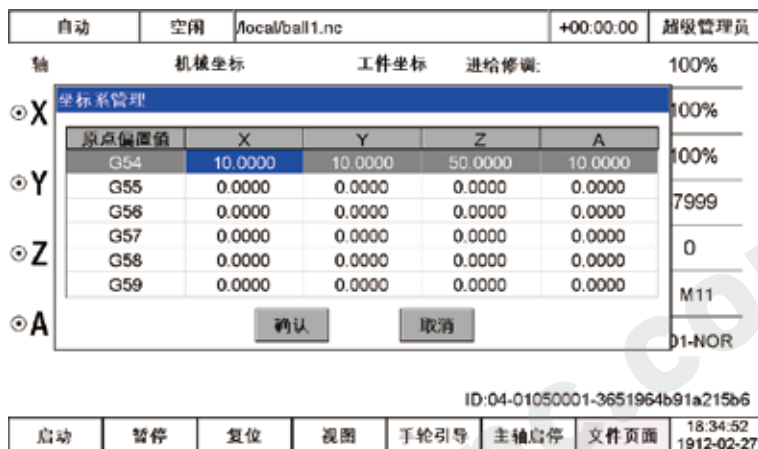 自动 空闲 /local/ball1.nc +00:00:00 超级管理员
轴 机械坐标 工件坐标 进给修调: 100%
坐标系管理
X 100%
原点偏置值 X Y Z A
G54 10.0000 10.0000 50.0000 10.0000 100%
Y G55 0.0000 0.0000 0.0000 0.0000
G56 0.0000 0.0000 0.0000 0.0000 7999
G57 0.0000 0.0000 0.0000 0.0000
Z G58 0.0000 0.0000 0.0000 0.0000 0
G59 0.0000 0.0000 0.0000 0.0000
M11
A 确认 取消
01-NOR
ID:04-01050001-3651964b91a215b6
启动 暂停 复位 视图 手轮引导 主轴启停 文件页面 18:34:52
1912-02-27